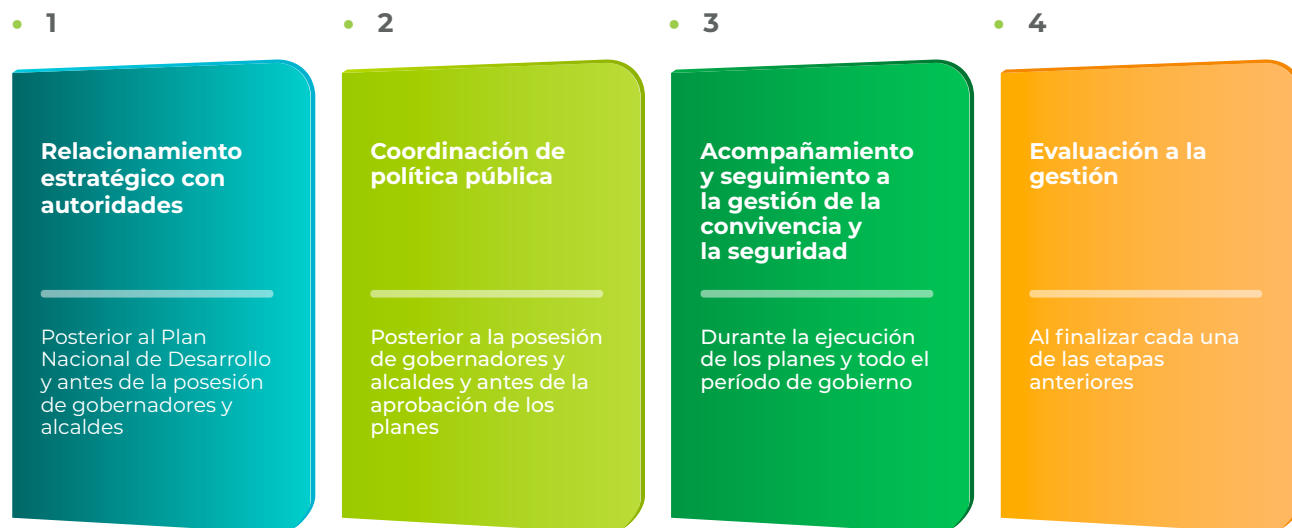 • 1
Relacionamiento
estratégico con
autoridades
Posterior al Plan
Nacional de Desarrollo
y antes de la posesión
de gobernadores y
alcaldes
• 2
Coordinación de
política pública
Posterior a la posesión
de gobernadores y
alcaldes y antes de la
aprobación de los
planes
• 3
Acompañamiento
y seguimiento a
la gestión de la
convivencia y
la seguridad
Durante la ejecución
de los planes y todo el
período de gobierno
• 4
Evaluación a la
gestión
Al finalizar cada una
de las etapas
anteriores